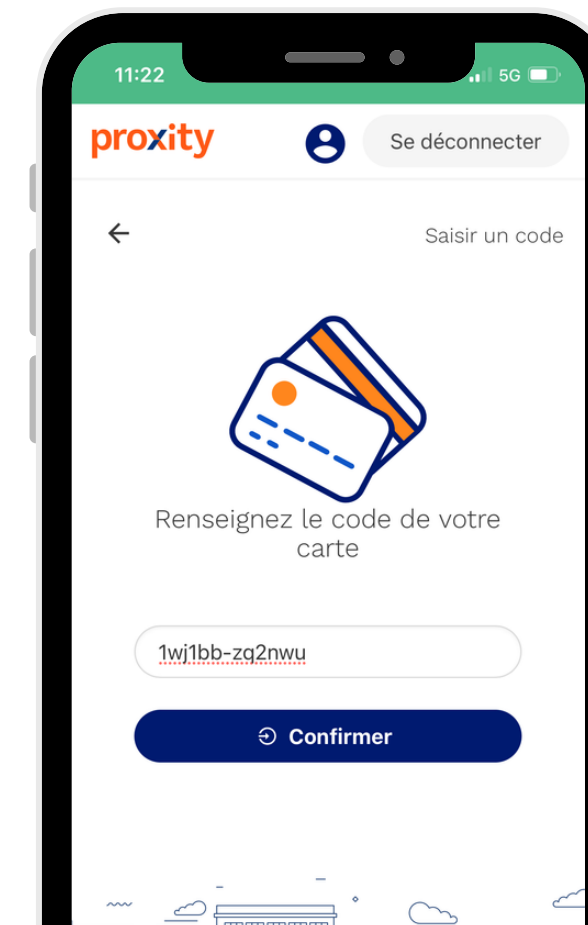 11:22
5G
proxity
Se déconnecter
Saisir un code
Renseignez le code de votre
carte
1wj1bb-zq2nwu
Confirmer